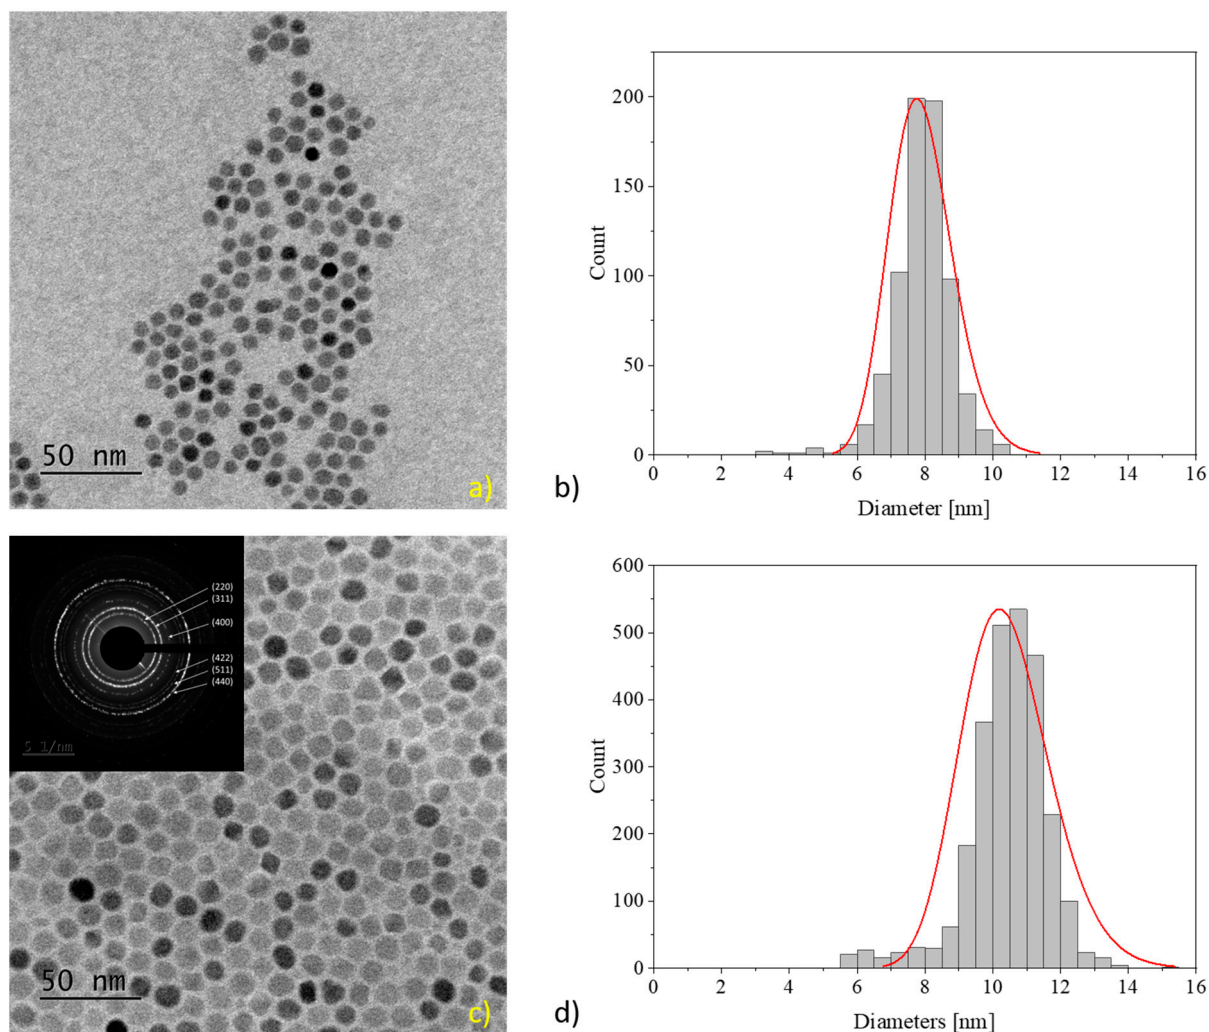 50 nm
a)
200
150
100
50
0
Count
0 2 4 6 8 10 12 14 16
Diameter [nm]
b)
(220)
(311)
(400)
(422)
(511)
(440)
5 1/nm
50 nm
c)
600
500
400
300
200
100
0
Count
0 2 4 6 8 10 12 14 16
Diameters [nm]
d)